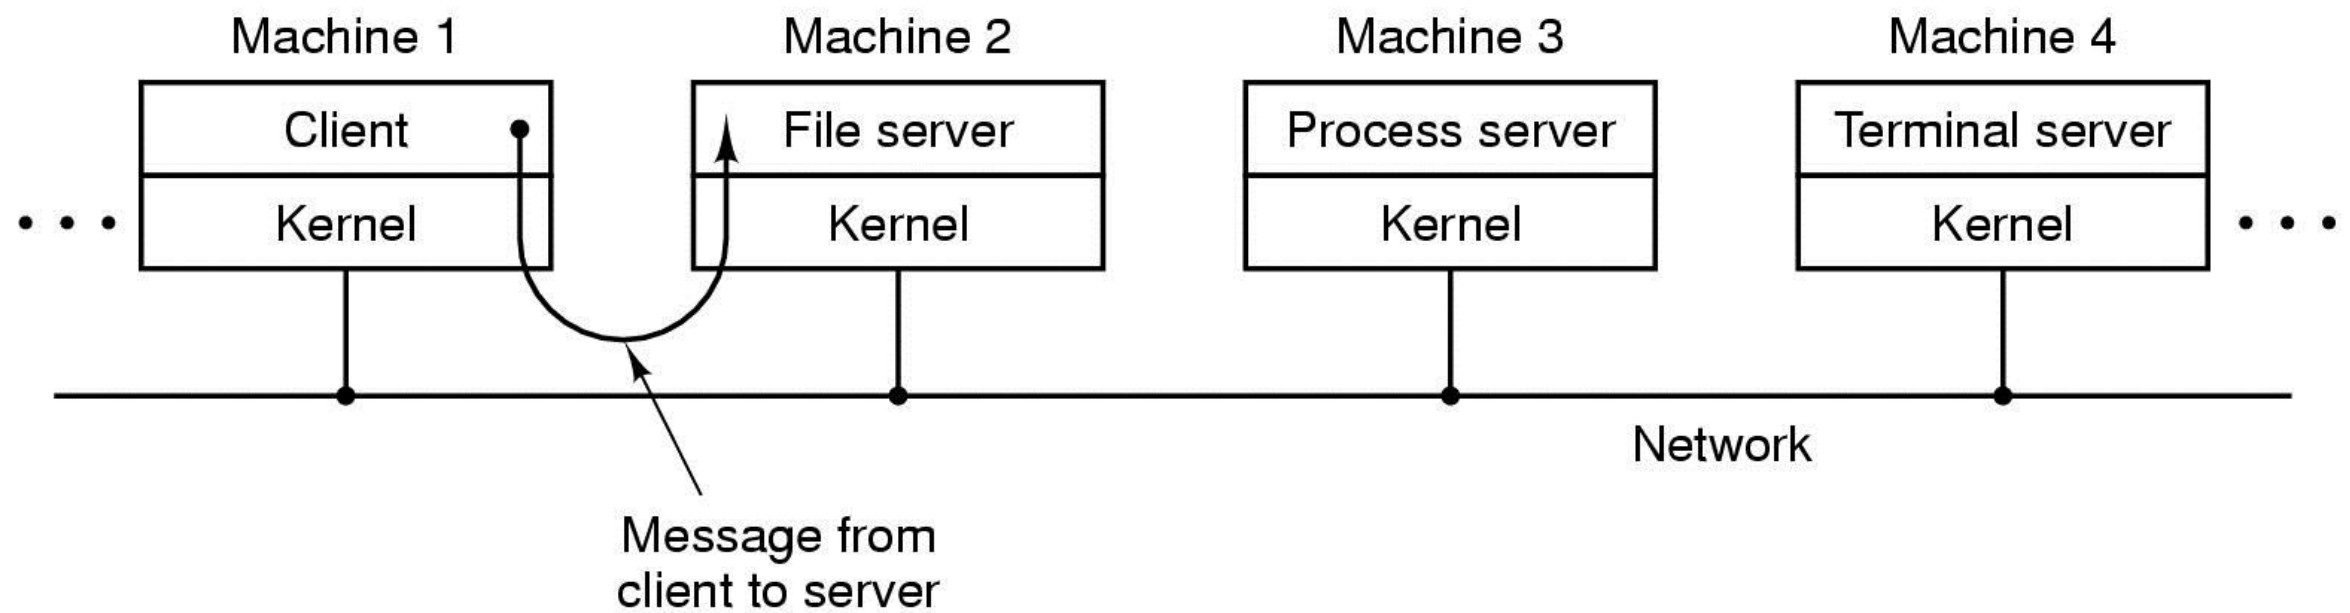 Machine 1
Machine 2
Machine 3
Machine 4
Client
File server
Process server
Terminal server
Kernel
Kernel
Kernel
Kernel
Network
Message from
client to server